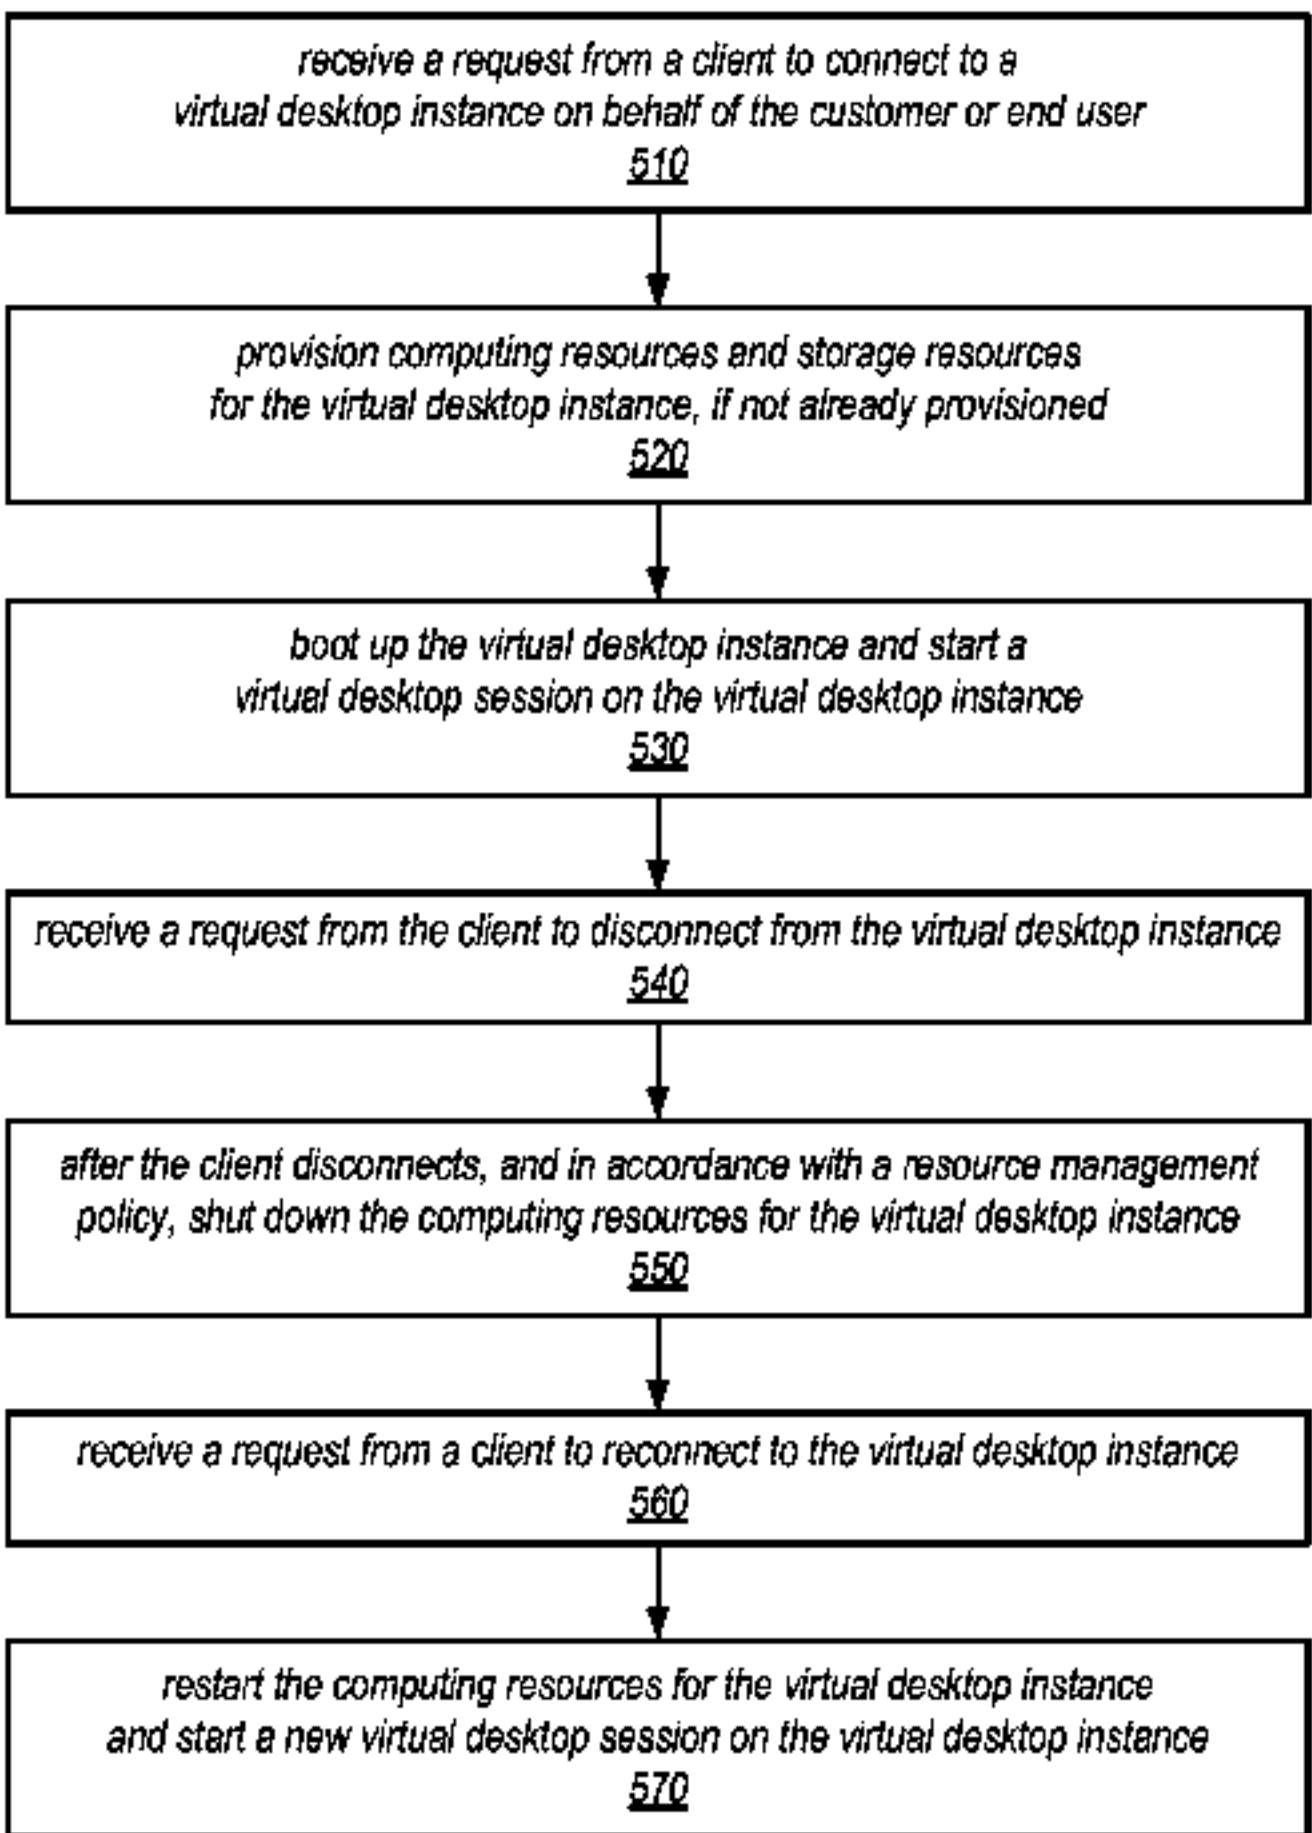 receive a request from a client to connect to a
virtual desktop instance on behalf of the customer or end user
510
provision computing resources and storage resources
for the virtual desktop instance, if not already provisioned
520
boot up the virtual desktop instance and start a
virtual desktop session on the virtual desktop instance
530
receive a request from the client to disconnect from the virtual desktop instance
540
after the client disconnects, and in accordance with a resource management
policy, shut down the computing resources for the virtual desktop instance
550
receive a request from a client to reconnect to the virtual desktop instance
560
restart the computing resources for the virtual desktop instance
and start a new virtual desktop session on the virtual desktop instance
570